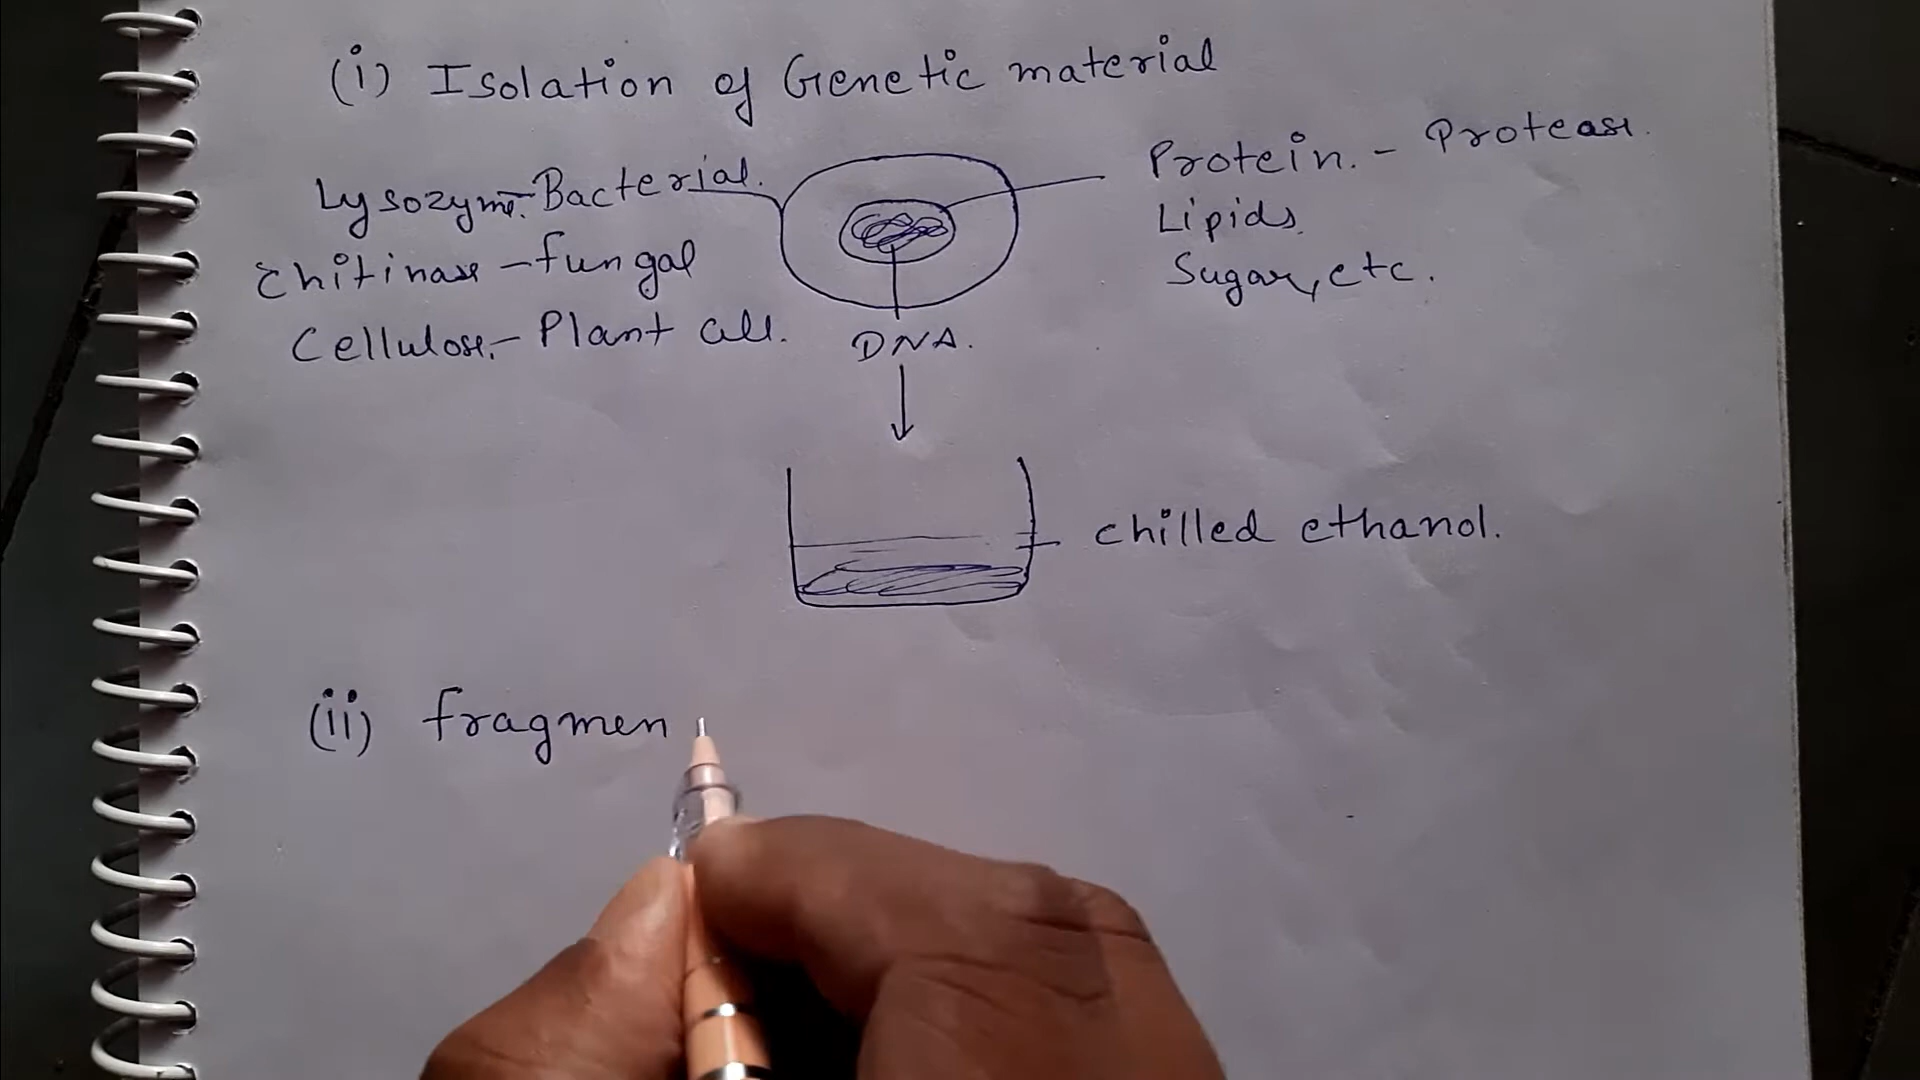 (i) Isolation of Genetic material
Lysozyme - Bacterial.
Chitinase - fungal
Cellulose. - Plant Cell.
DNA.
Protein. - Protease.
Lipids.
Sugar, etc.
chilled ethanol.
(ii) fragmen